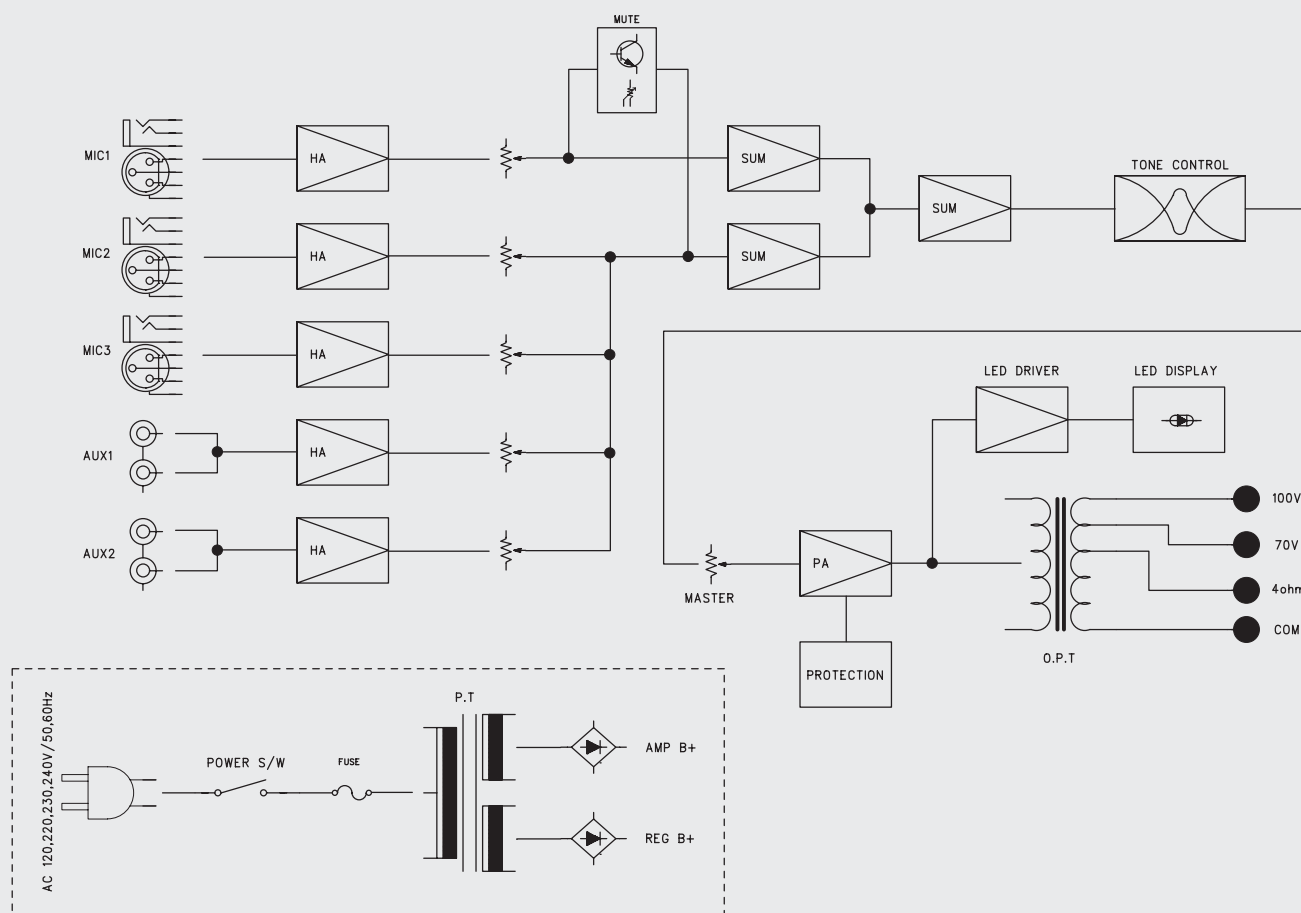 MUTE
MIC1
HA
SUM
TONE CONTROL
SUM
MIC2
HA
SUM
MIC3
HA
LED DRIVER
LED DISPLAY
AUX1
HA
100V
70V
AUX2
HA
PA
MASTER
4ohm
COM
O.P.T
PROTECTION
AC 120,220,230,240V/50,60Hz
P.T
POWER S/W
FUSE
AMP B+
REG B+